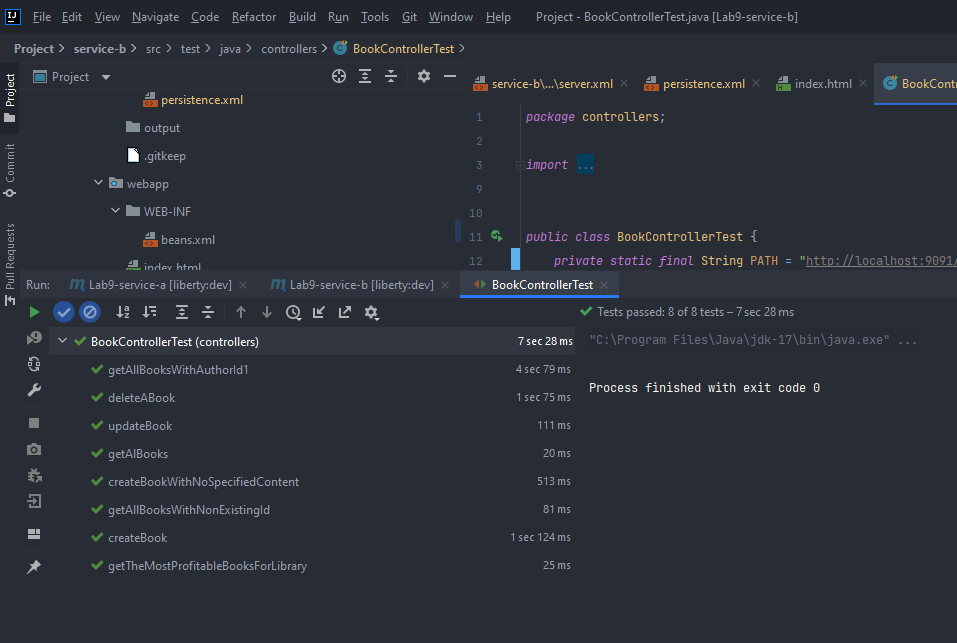 IJ File Edit View Navigate Code Refactor Build Run Tools Git Window Help Project - BookControllerTest.java [Lab9-service-b]
Project service-b src test java controllers BookControllerTest
Project
service-b\...\server.xml persistence.xml index.html BookCont
Project
Commit
Pull Requests
persistence.xml
output
.gitkeep
webapp
WEB-INF
beans.xml
index.html
1 package controllers;
2
3 import ...
9
10
11 public class BookControllerTest {
12 private static final String PATH = "http://localhost:9091/
Run: Lab9-service-a [liberty:dev] Lab9-service-b [liberty:dev] BookControllerTest
Tests passed: 8 of 8 tests – 7 sec 28 ms
BookControllerTest (controllers) 7 sec 28 ms
getAllBooksWithAuthorId1 4 sec 79 ms
deleteABook 1 sec 75 ms
updateBook 111 ms
getAlBooks 20 ms
createBookWithNoSpecifiedContent 513 ms
getAllBooksWithNonExistingId 81 ms
createBook 1 sec 124 ms
getTheMostProfitableBooksForLibrary 25 ms
"C:\Program Files\Java\jdk-17\bin\java.exe" ...
Process finished with exit code 0